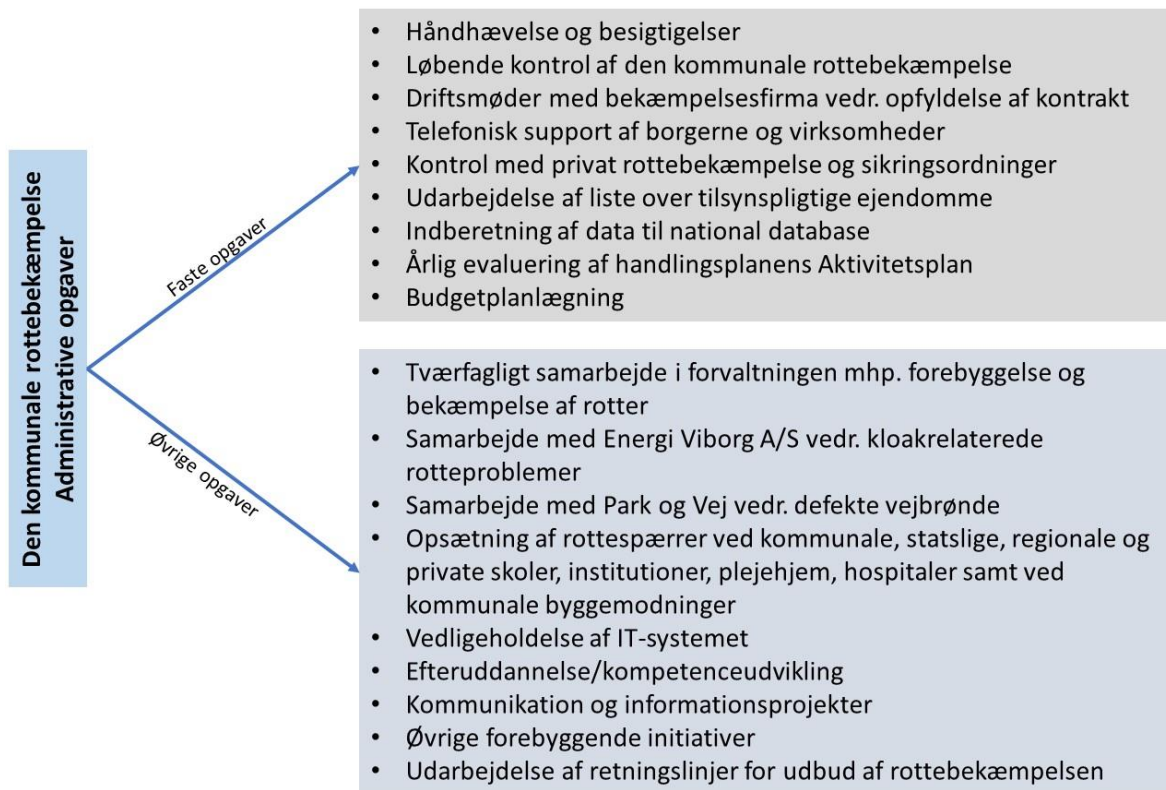 Den kommunale rottebekæmpelse
Administrative opgaver
Faste opgaver
• Håndhævelse og besigtigelser
• Løbende kontrol af den kommunale rottebekæmpelse
• Driftsmøder med bekæmpelsesfirma vedr. opfyldelse af kontrakt
• Telefonisk support af borgerne og virksomheder
• Kontrol med privat rottebekæmpelse og sikringsordninger
• Udarbejdelse af liste over tilsynspligtige ejendomme
• Indberetning af data til national database
• Årlig evaluering af handlingsplanens Aktivitetsplan
• Budgetplanlægning
Øvrige opgaver
• Tværfagligt samarbejde i forvaltningen mhp. forebyggelse og
bekæmpelse af rotter
• Samarbejde med Energi Viborg A/S vedr. kloakrelaterede
rotteproblemer
• Samarbejde med Park og Vej vedr. defekte vejbrønde
• Opsætning af rottespærrer ved kommunale, statslige, regionale og
private skoler, institutioner, plejehjem, hospitaler samt ved
kommunale byggemodninger
• Vedligeholdelse af IT-systemet
• Efteruddannelse/kompetenceudvikling
• Kommunikation og informationsprojekter
• Øvrige forebyggende initiativer
• Udarbejdelse af retningslinjer for udbud af rottebekæmpelsen